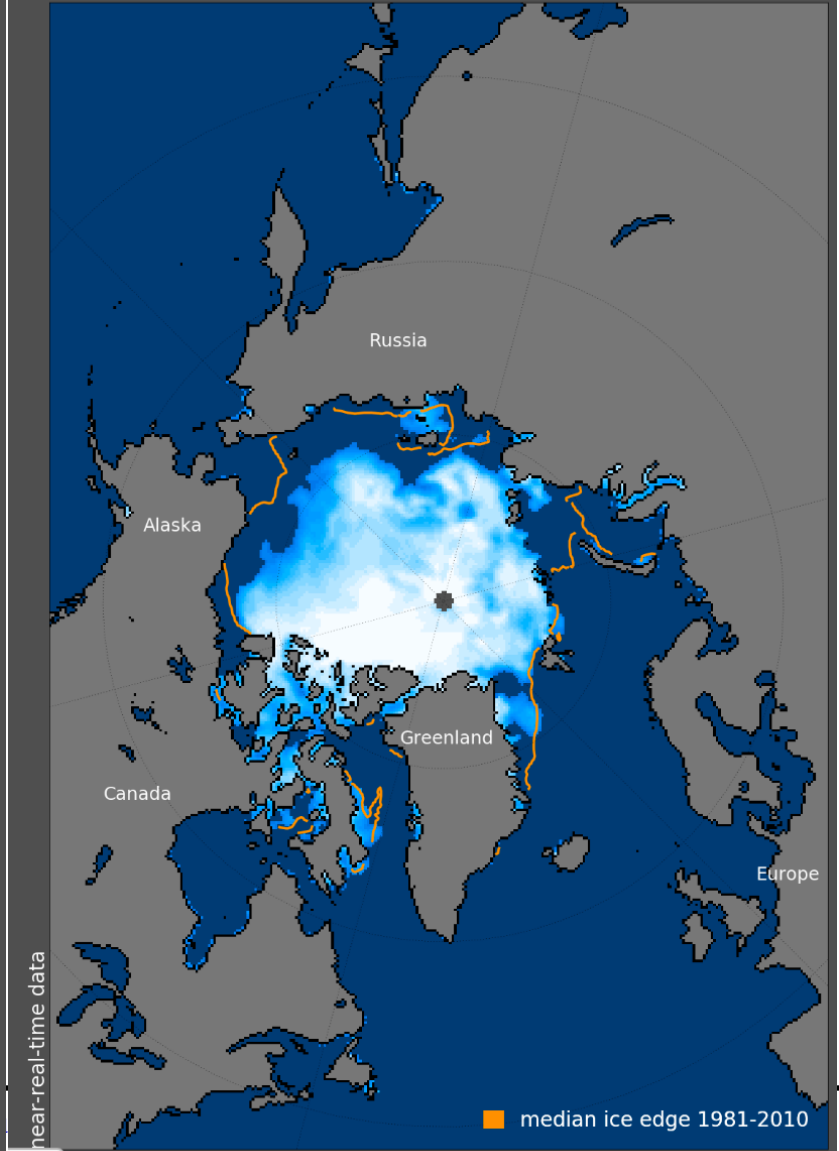 Russia
Alaska
Greenland
Canada
Europe
near-real-time data
median ice edge 1981-2010